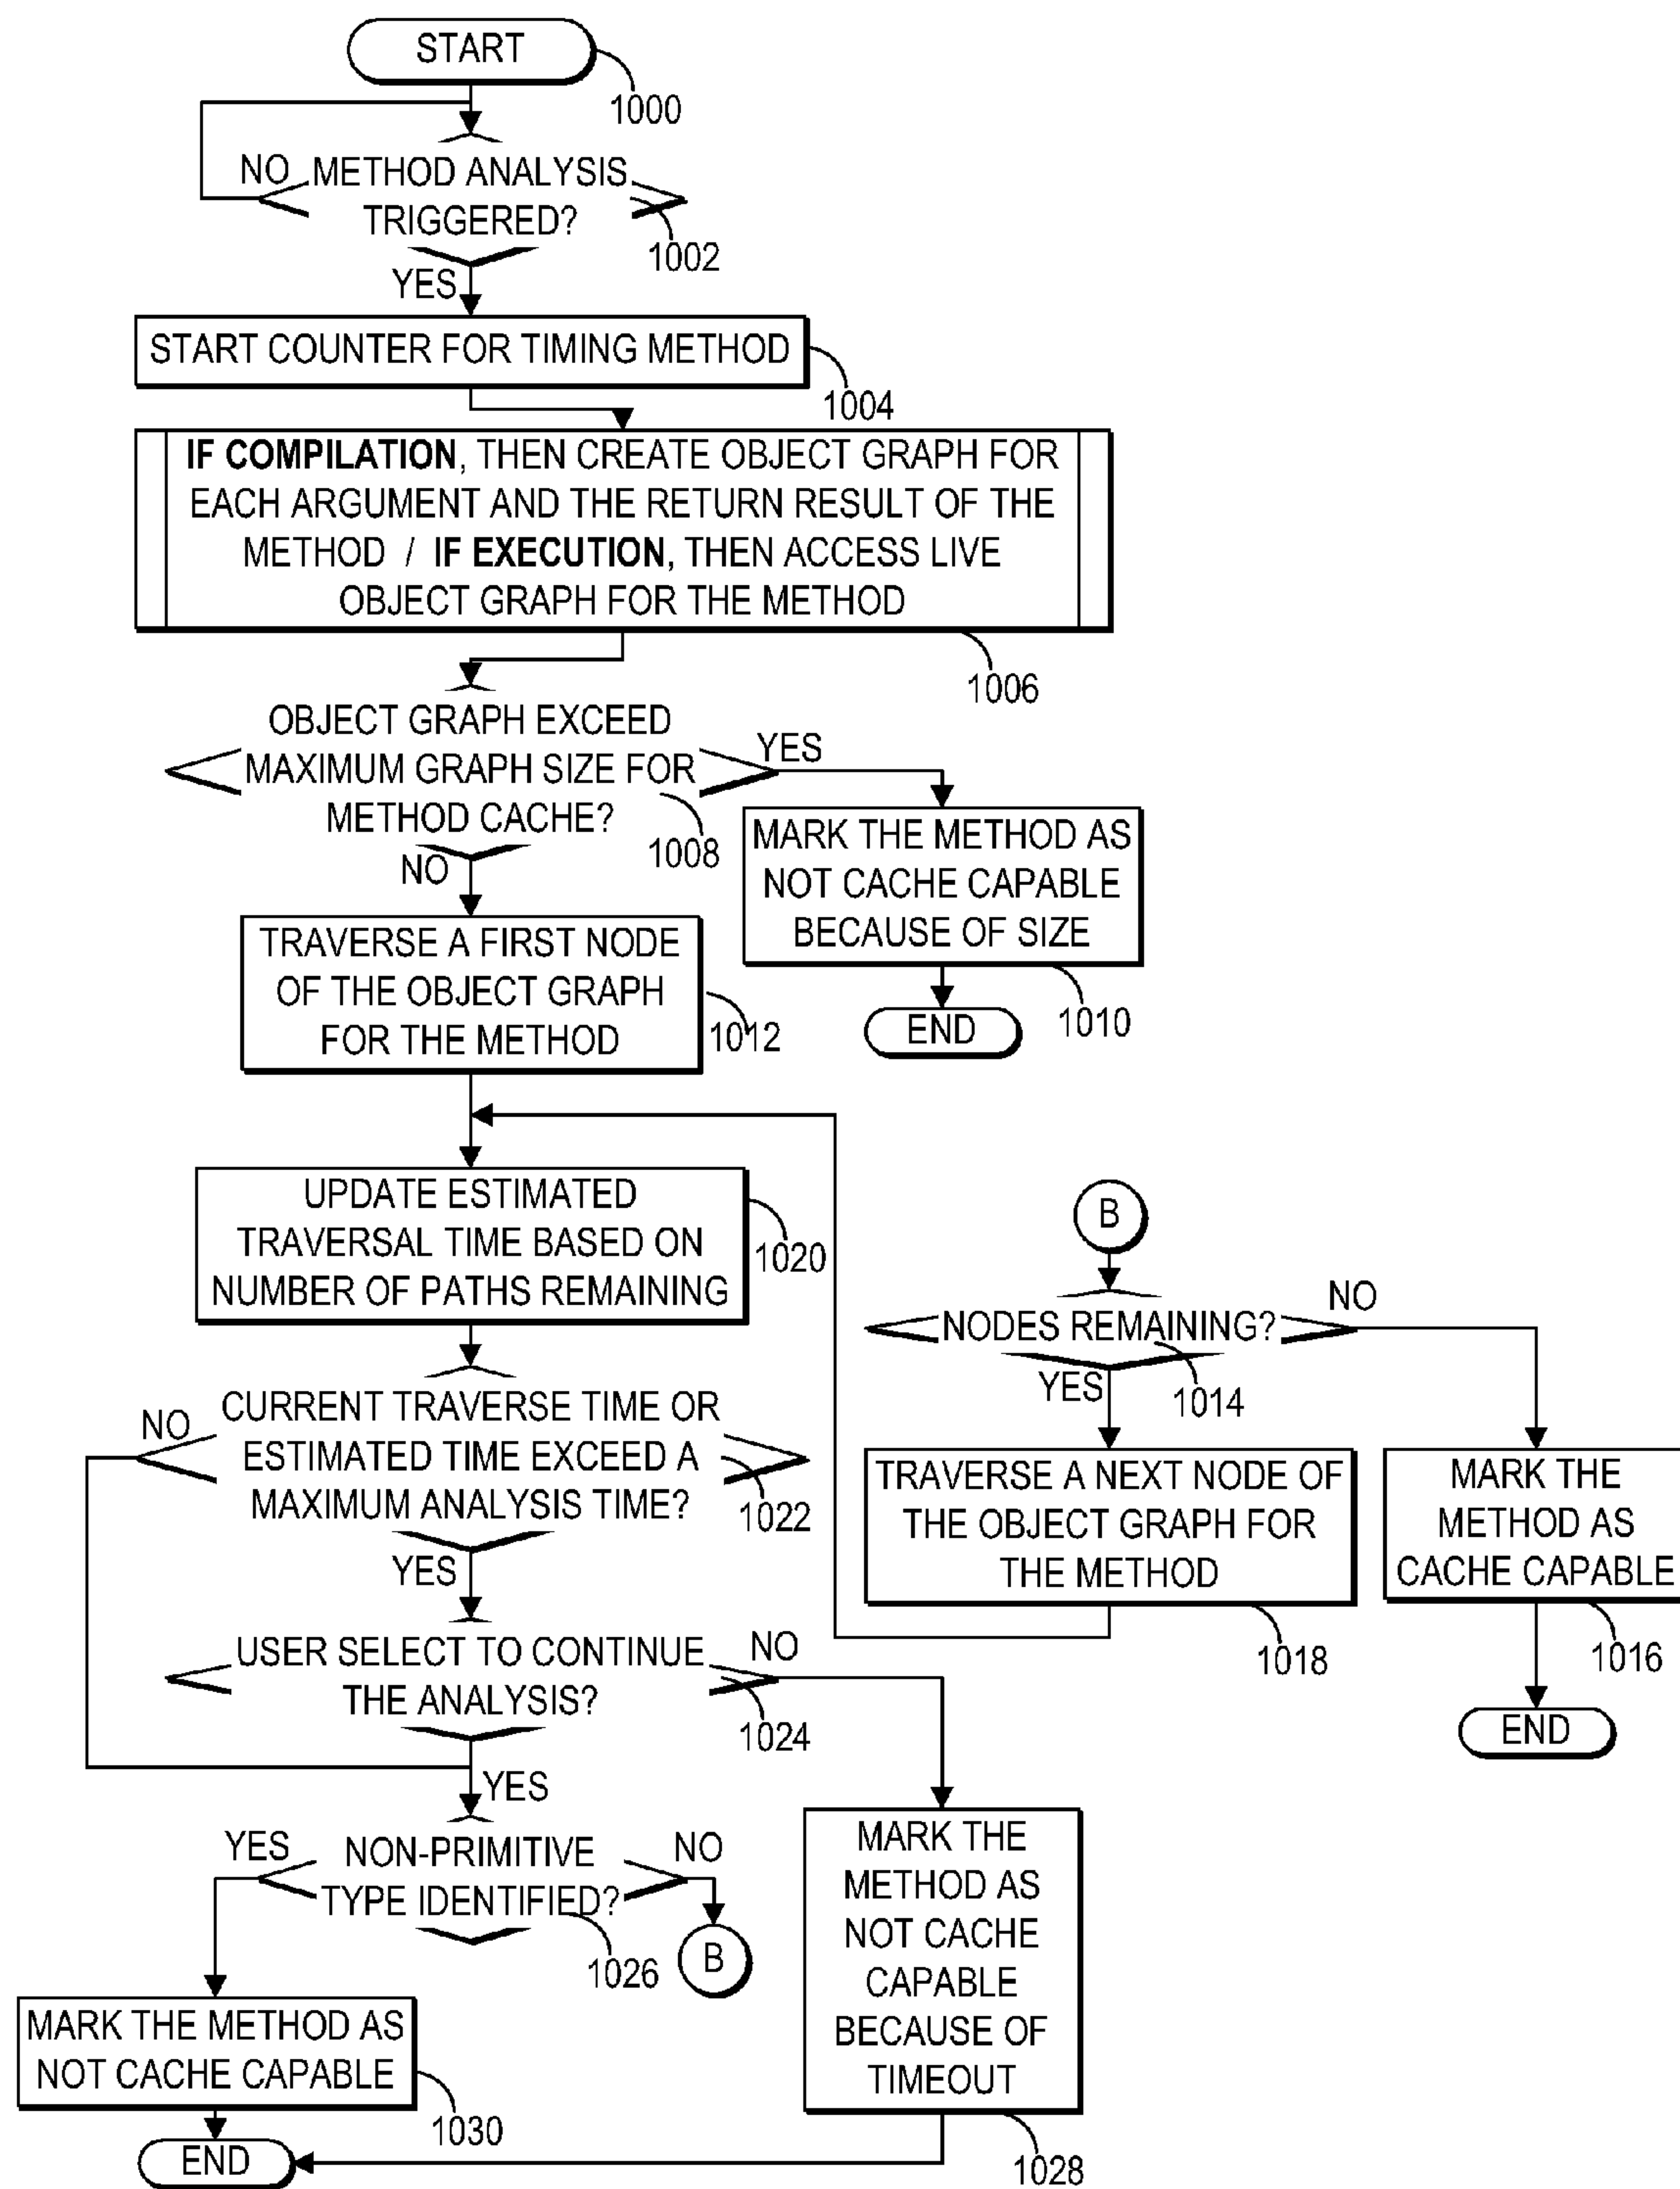 START
1000
NO
METHOD ANALYSIS
TRIGGERED?
1002
YES
START COUNTER FOR TIMING METHOD
1004
IF COMPILATION, THEN CREATE OBJECT GRAPH FOR
EACH ARGUMENT AND THE RETURN RESULT OF THE
METHOD / IF EXECUTION, THEN ACCESS LIVE
OBJECT GRAPH FOR THE METHOD
1006
OBJECT GRAPH EXCEED
MAXIMUM GRAPH SIZE FOR
METHOD CACHE?
1008
YES
NO
MARK THE METHOD AS
NOT CACHE CAPABLE
BECAUSE OF SIZE
1010
END
TRAVERSE A FIRST NODE
OF THE OBJECT GRAPH
FOR THE METHOD
1012
UPDATE ESTIMATED
TRAVERSAL TIME BASED ON
NUMBER OF PATHS REMAINING
1020
B
NODES REMAINING?
NO
1014
YES
TRAVERSE A NEXT NODE OF
THE OBJECT GRAPH FOR
THE METHOD
1018
MARK THE
METHOD AS
CACHE CAPABLE
1016
END
NO
CURRENT TRAVERSE TIME OR
ESTIMATED TIME EXCEED A
MAXIMUM ANALYSIS TIME?
1022
YES
USER SELECT TO CONTINUE
THE ANALYSIS?
NO
1024
YES
YES
NON-PRIMITIVE
TYPE IDENTIFIED?
NO
1026
B
MARK THE
METHOD AS
NOT CACHE
CAPABLE
BECAUSE OF
TIMEOUT
1028
MARK THE METHOD AS
NOT CACHE CAPABLE
1030
END